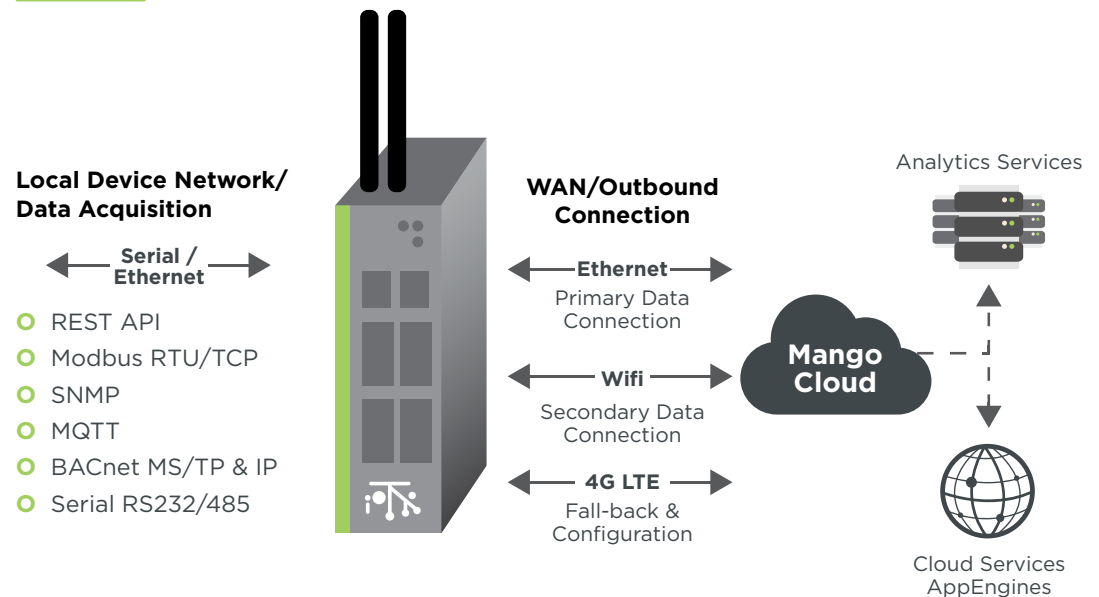 Local Device Network/
Data Acquisition
Serial /
Ethernet
REST API
Modbus RTU/TCP
SNMP
MQTT
BACnet MS/TP & IP
Serial RS232/485
WAN/Outbound
Connection
Ethernet
Primary Data
Connection
Wifi
Secondary Data
Connection
4G LTE
Fall-back &
Configuration
Mango
Cloud
Analytics Services
Cloud Services
AppEngines